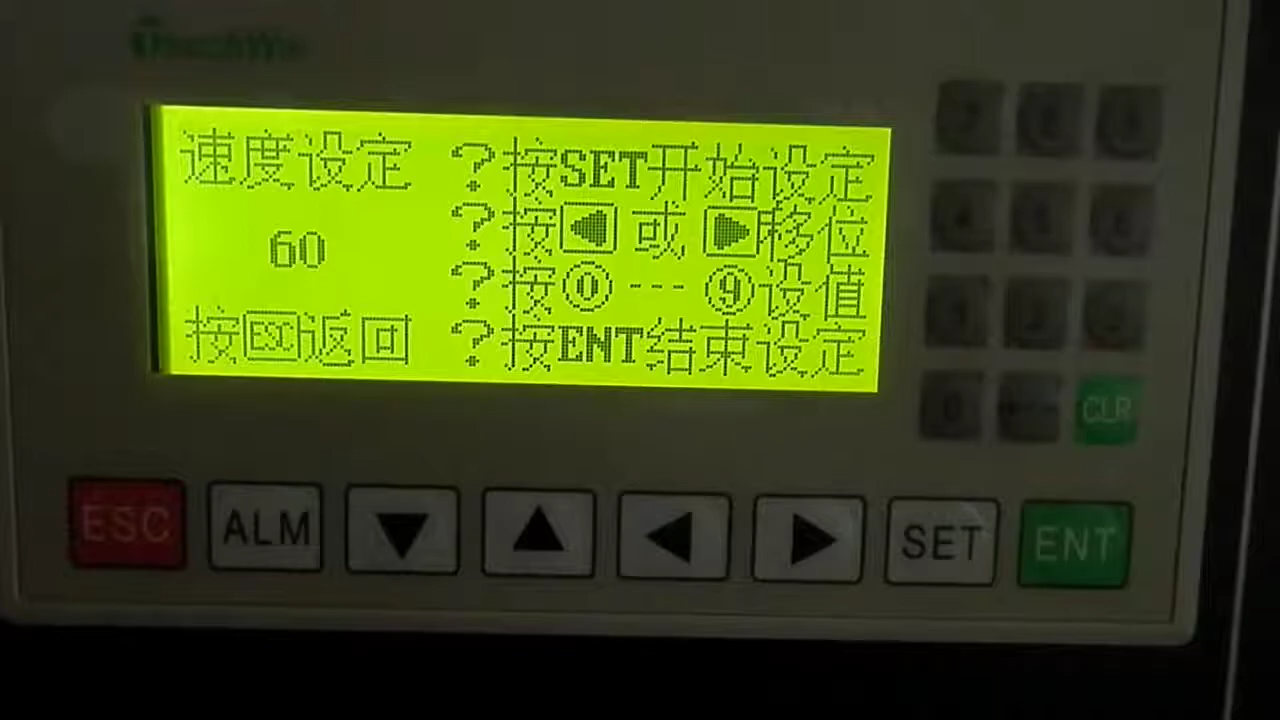 速度设定
60
按ESC返回
?按SET开始设定
?按◀或▶移位
?按⓪---⑨设值
?按ENT结束设定
CLR
ESC ALM ▼ ▲ ◀ ▶ SET ENT